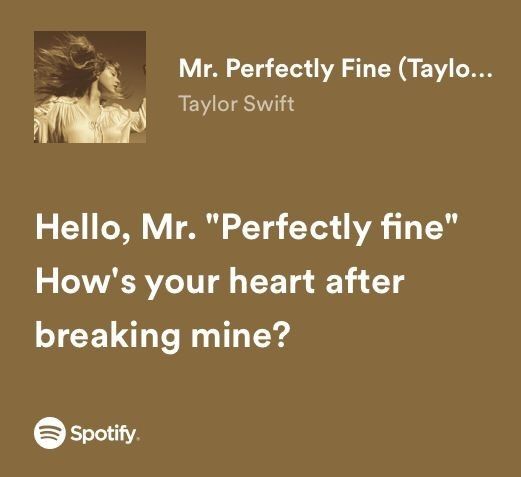 Mr. Perfectly Fine (Taylo...
Taylor Swift
Hello, Mr. "Perfectly fine"
How's your heart after
breaking mine?
Spotify